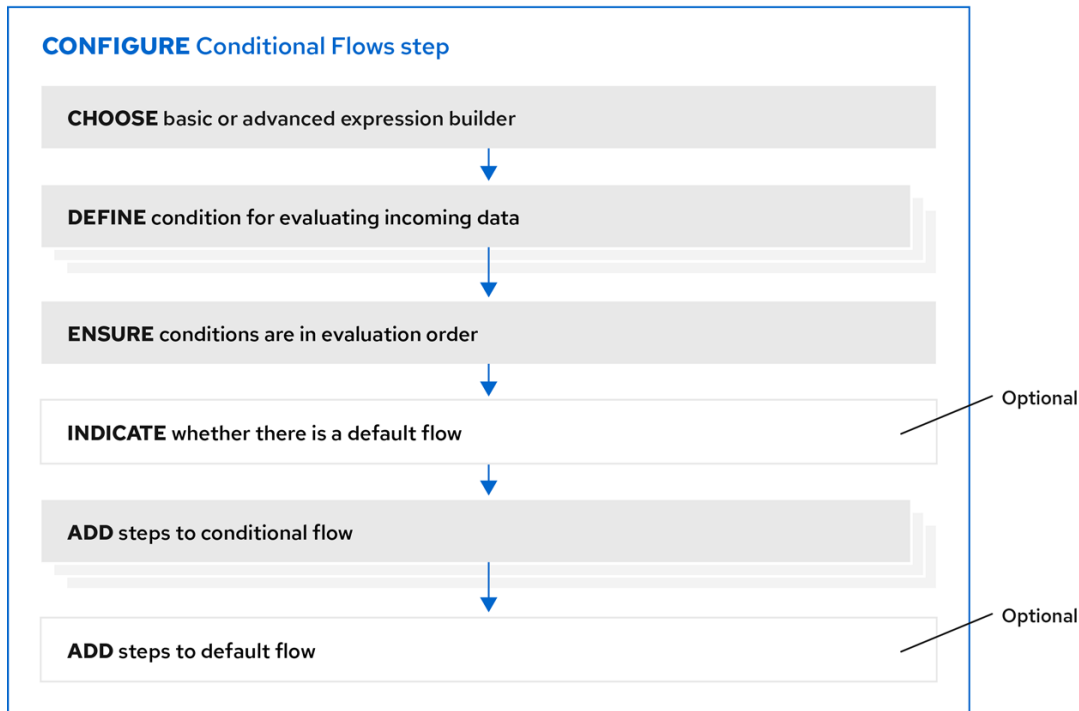 CONFIGURE Conditional Flows step
CHOOSE basic or advanced expression builder
DEFINE condition for evaluating incoming data
ENSURE conditions are in evaluation order
Optional
INDICATE whether there is a default flow
ADD steps to conditional flow
Optional
ADD steps to default flow